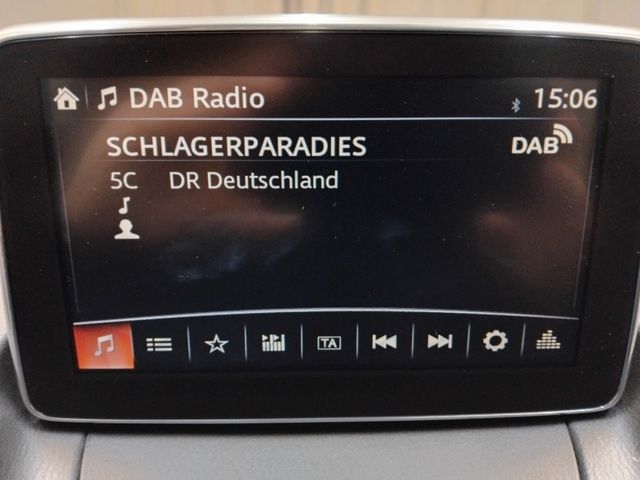 DAB Radio 15:06
SCHLAGERPARADIES DAB
5C DR Deutschland
TA